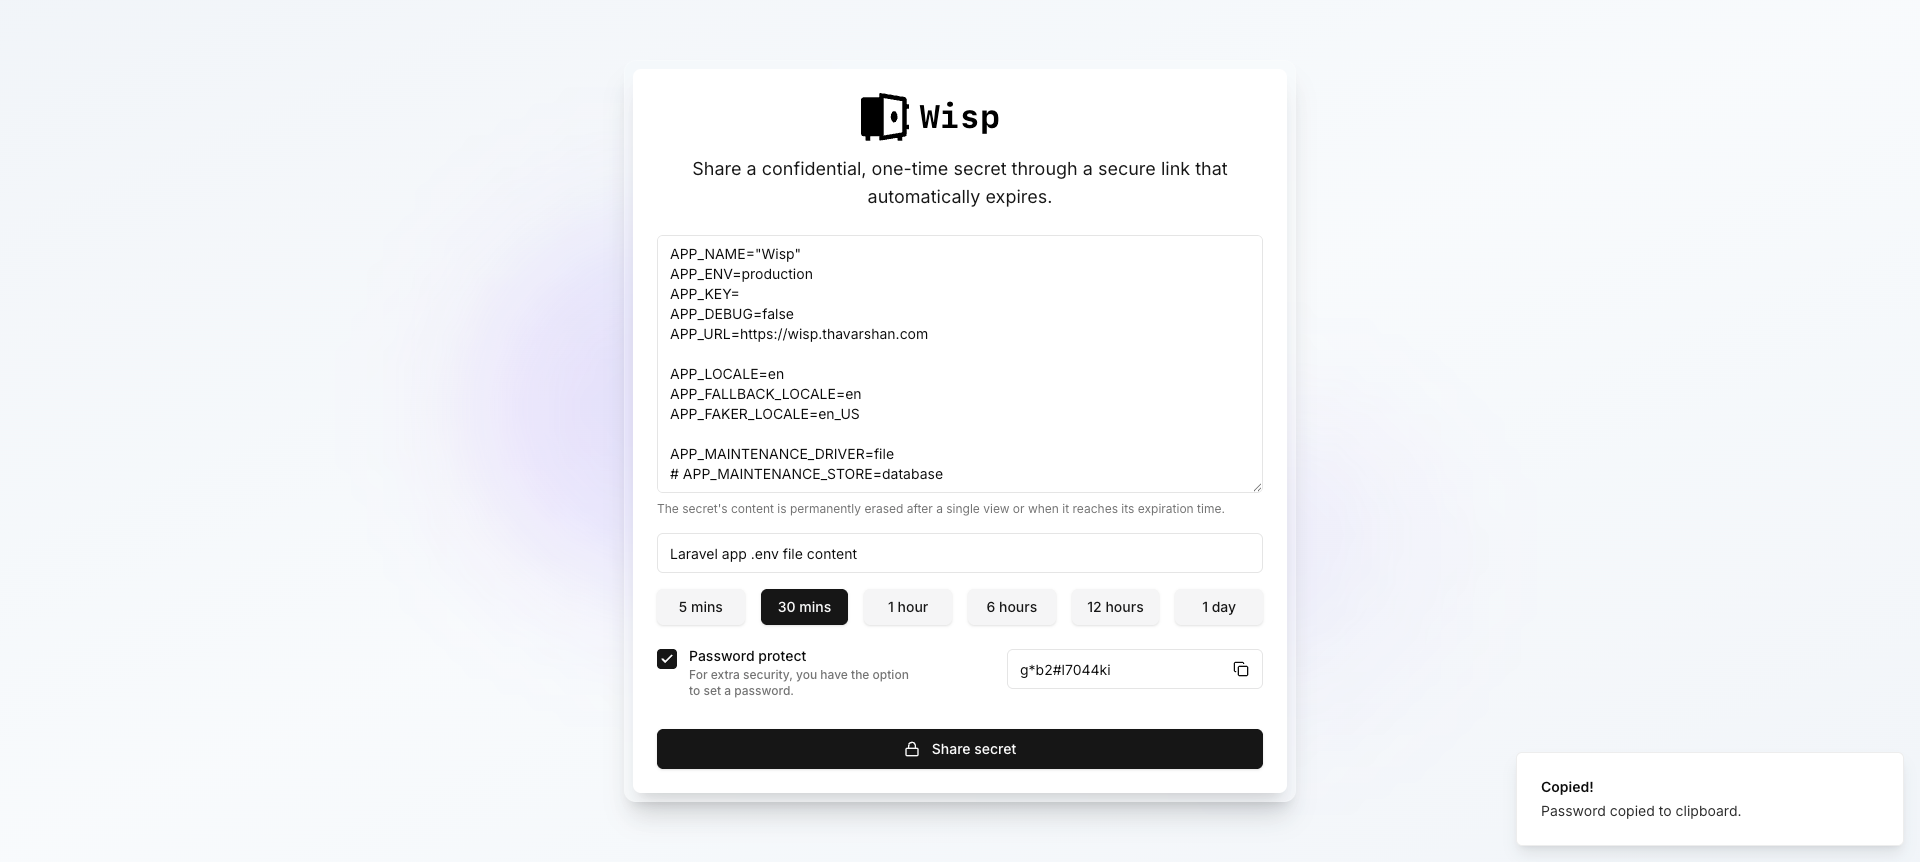 Wisp
Share a confidential, one-time secret through a secure link that
automatically expires.
APP_NAME="Wisp"
APP_ENV=production
APP_KEY=
APP_DEBUG=false
APP_URL=https://wisp.thavarshan.com
APP_LOCALE=en
APP_FALLBACK_LOCALE=en
APP_FAKER_LOCALE=en_US
APP_MAINTENANCE_DRIVER=file
# APP_MAINTENANCE_STORE=database
The secret's content is permanently erased after a single view or when it reaches its expiration time.
Laravel app .env file content
5 mins
30 mins
1 hour
6 hours
12 hours
1 day
Password protect
For extra security, you have the option
to set a password.
g*b2#l7044ki
Share secret
Copied!
Password copied to clipboard.